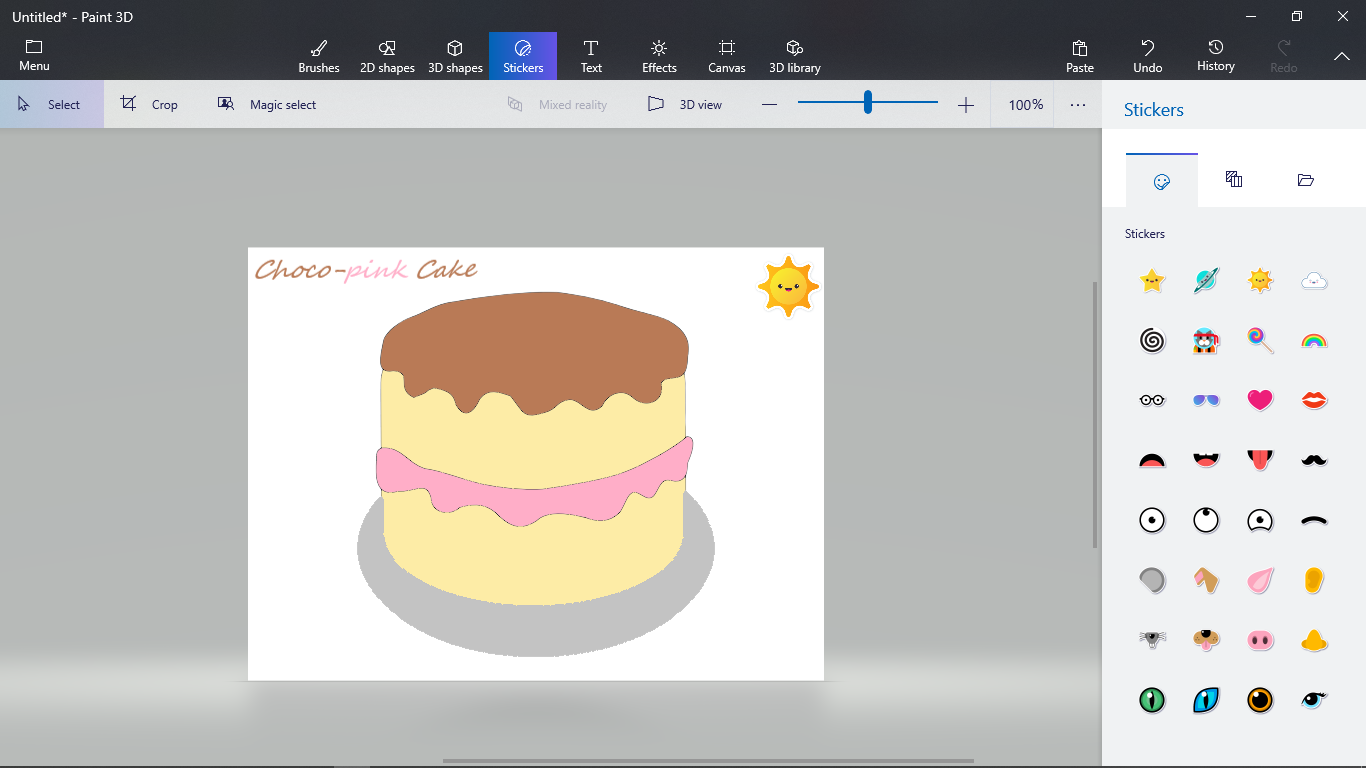 Untitled* - Paint 3D
Menu
Brushes
2D shapes
3D shapes
Stickers
Text
Effects
Canvas
3D library
Paste
Undo
History
Redo
Select
Crop
Magic select
Mixed reality
3D view
100%
Stickers
Stickers
Choco-pink Cake